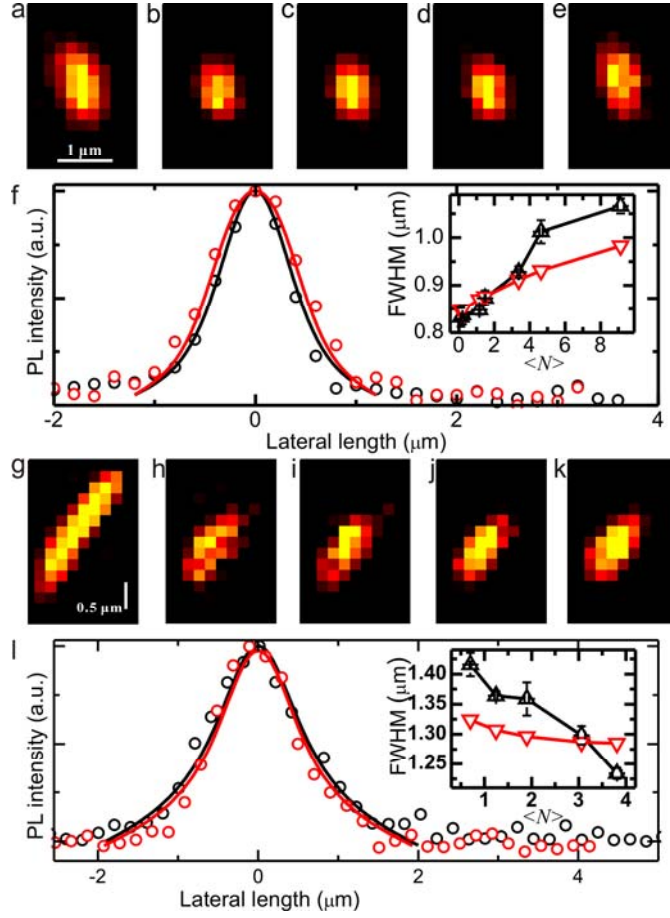 a b c d e
1 μm
f
PL intensity (a.u.)
FWHM (μm)
1.0
0.9
0.8
0 2 4 6 8
<N>
-2 0 2 4
Lateral length (μm)
g h i j k
0.5 μm
l
PL intensity (a.u.)
FWHM (μm)
1.40
1.35
1.30
1.25
1 2 3 4
<N>
-2 0 2 4
Lateral length (μm)